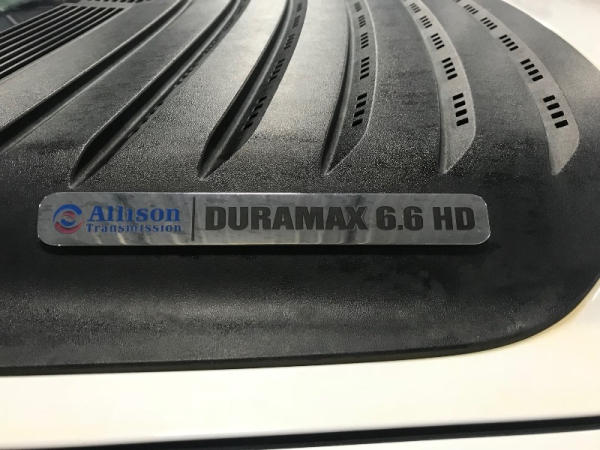 Allison
Transmission
DURAMAX 6.6 HD